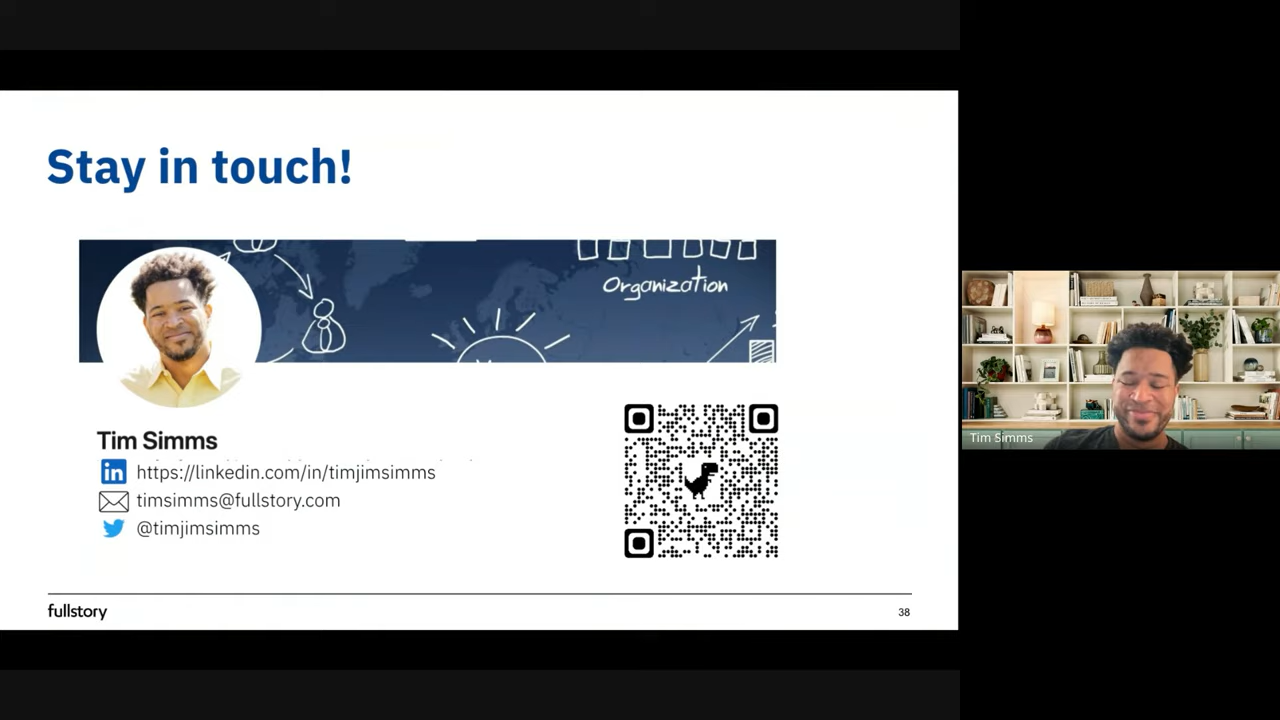 Stay in touch!
Organization
Tim Simms
in https://linkedin.com/in/timjimsimms
timsimms@fullstory.com
@timjimsimms
fullstory
38
Tim Simms